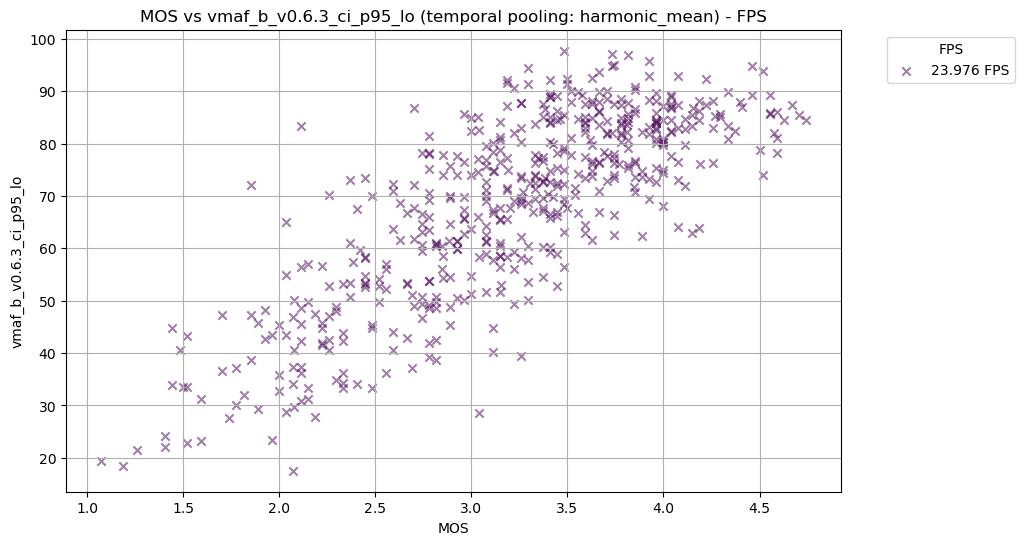 MOS vs vmaf_b_v0.6.3_ci_p95_lo (temporal pooling: harmonic_mean) - FPS
FPS
23.976 FPS
100
90
80
70
60
50
40
30
20
vmaf_b_v0.6.3_ci_p95_lo
1.0 1.5 2.0 2.5 3.0 3.5 4.0 4.5
MOS